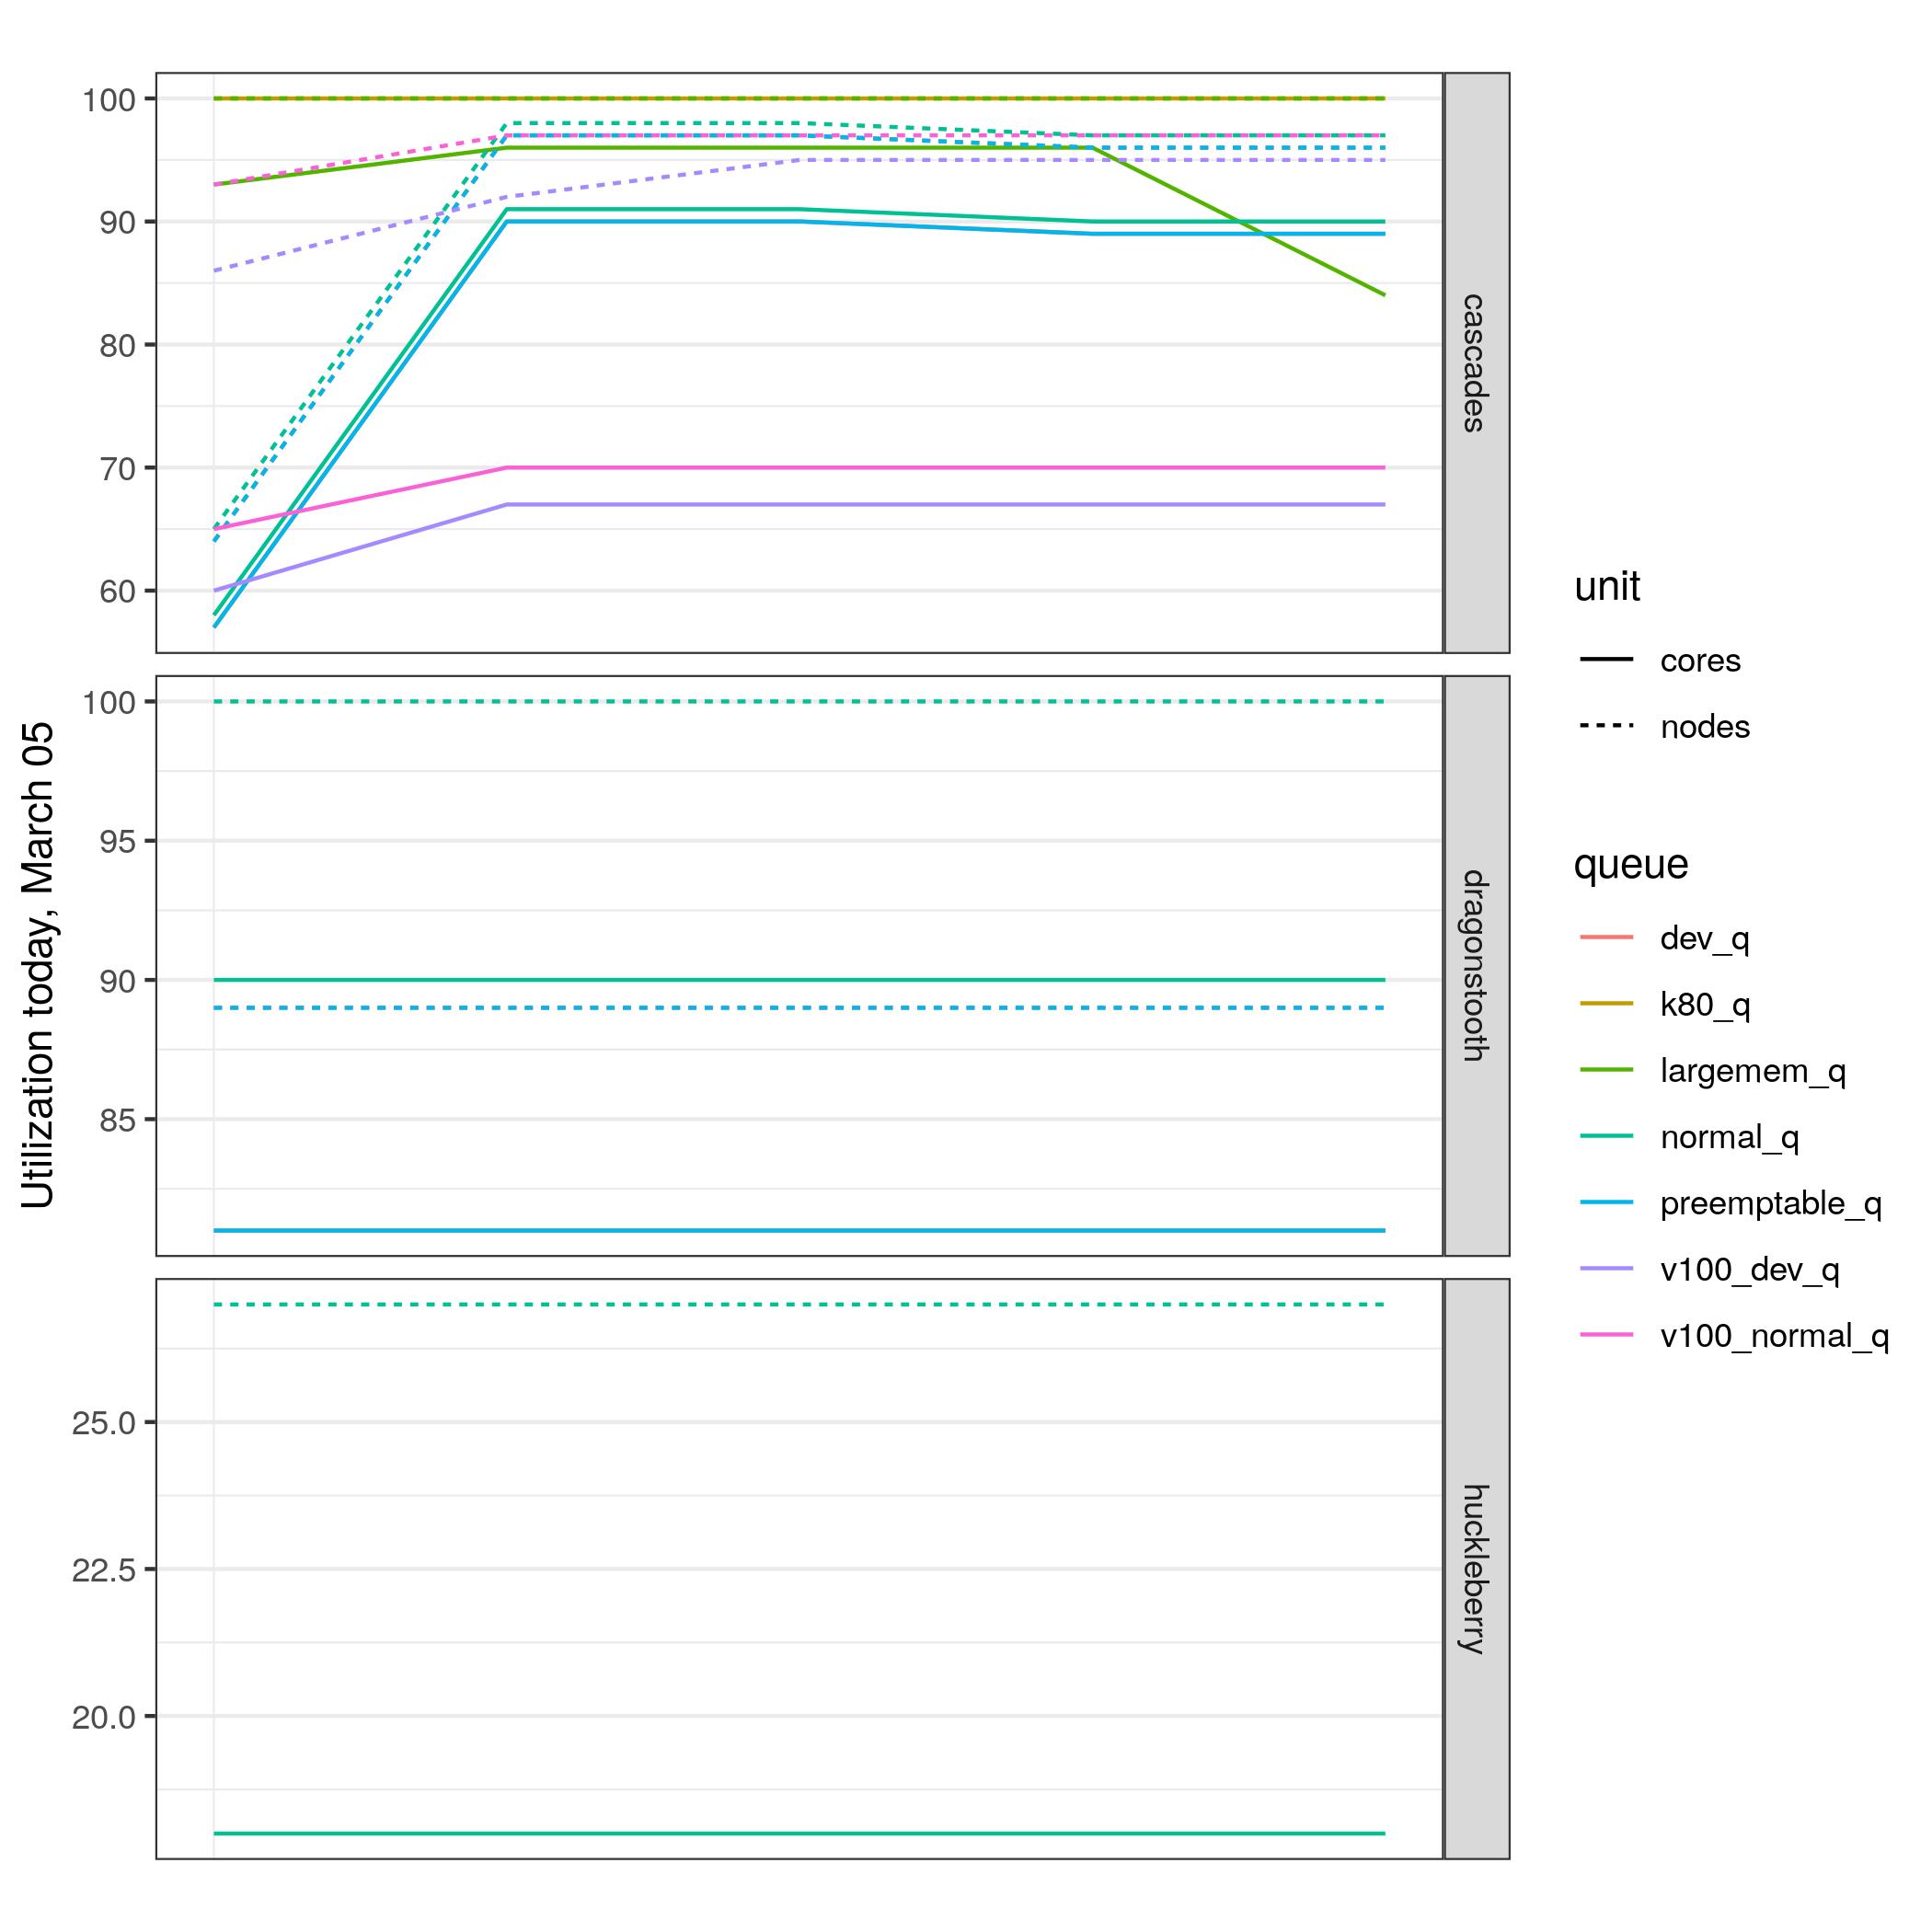 Utilization today, March 05
100
90
80
70
60
cascades
100
95
90
85
dragonstooth
25.0
22.5
20.0
huckleberry
unit
cores
nodes
queue
dev_q
k80_q
largemem_q
normal_q
preemptable_q
v100_dev_q
v100_normal_q